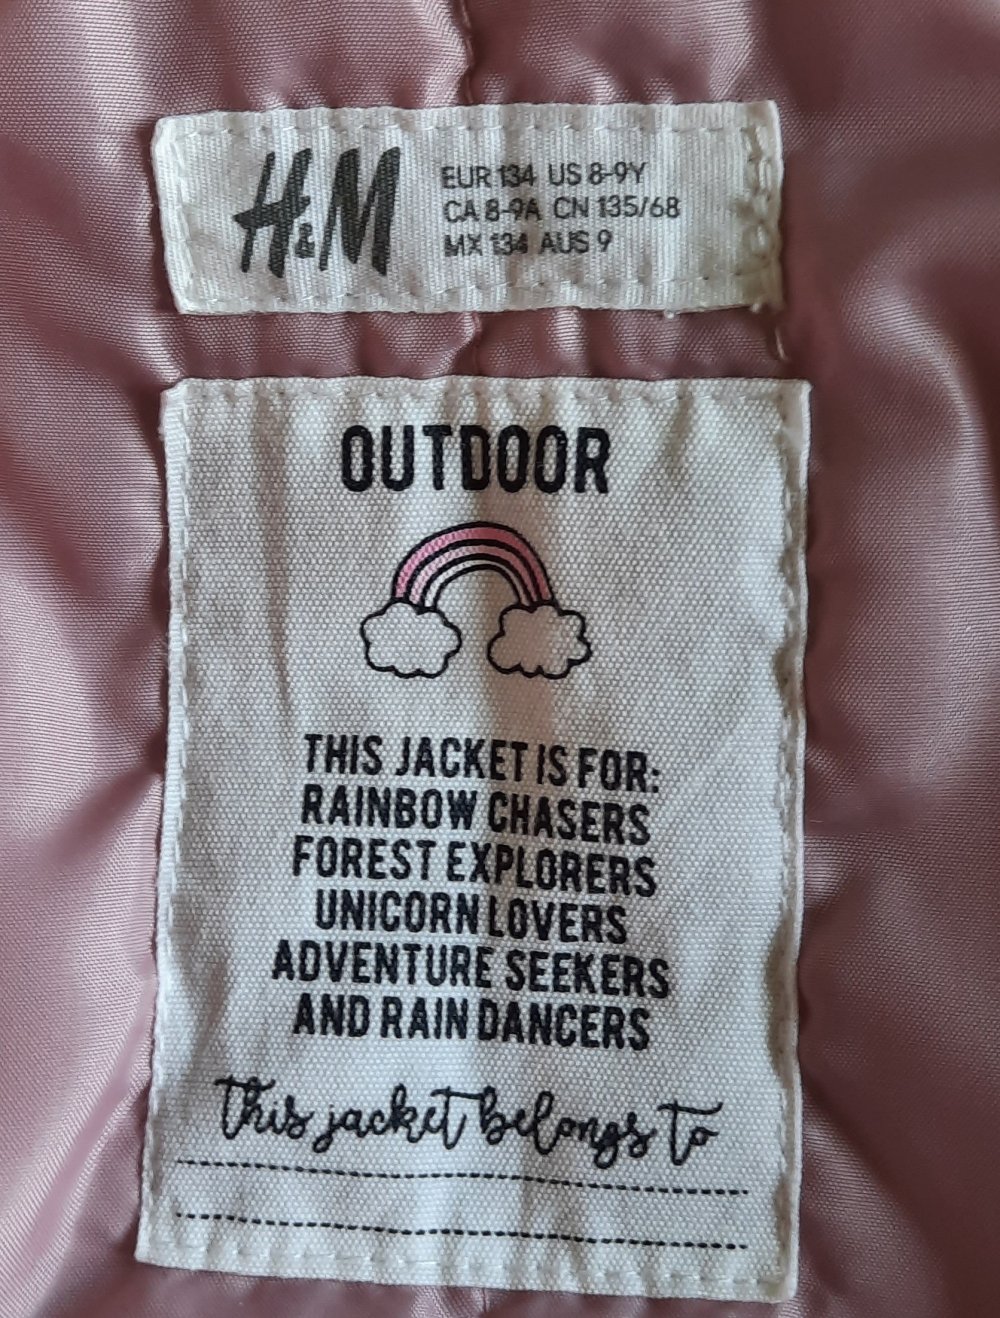 H&M
EUR 134 US 8-9Y
CA 8-9A CN 135/68
MX 134 AUS 9
OUTDOOR
THIS JACKET IS FOR:
RAINBOW CHASERS
FOREST EXPLORERS
UNICORN LOVERS
ADVENTURE SEEKERS
AND RAIN DANCERS
this jacket belongs to